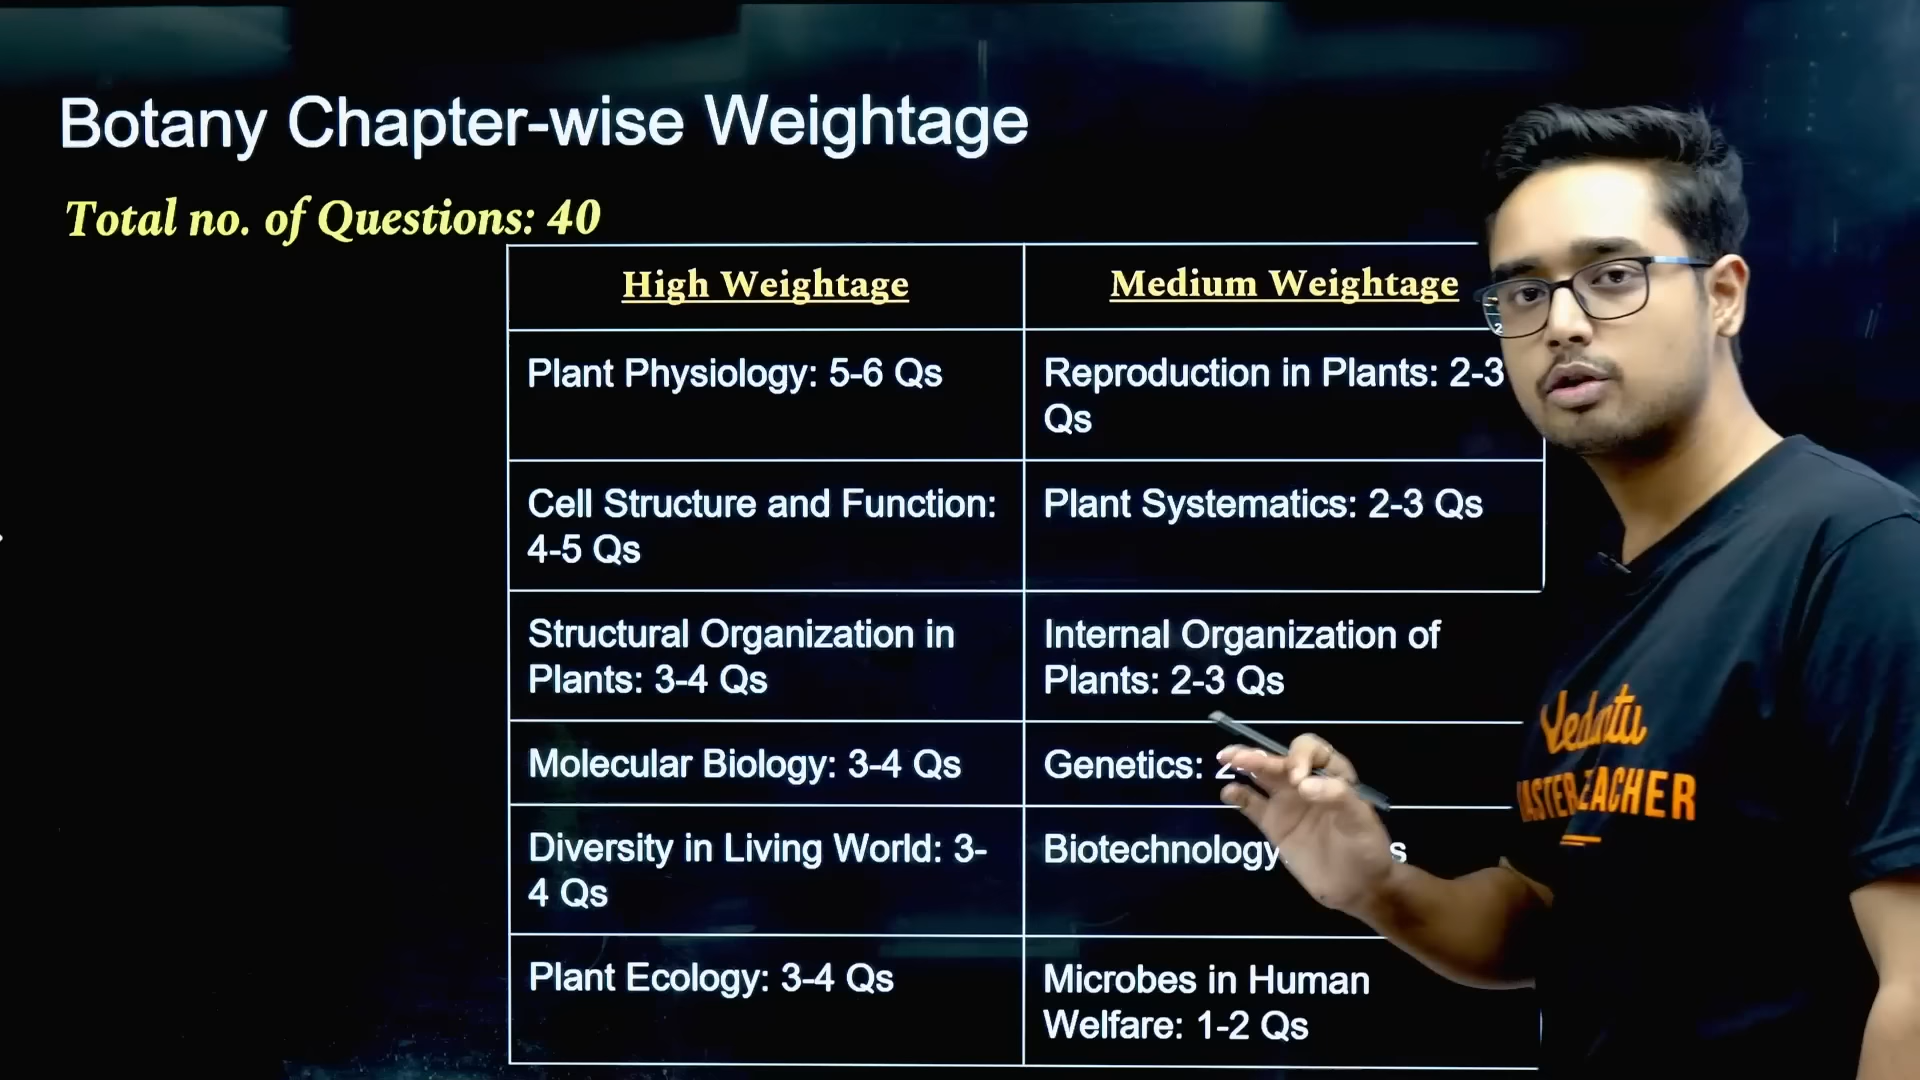 Botany Chapter-wise Weightage
Total no. of Questions: 40
High Weightage
Medium Weightage
Plant Physiology: 5-6 Qs
Reproduction in Plants: 2-3
Qs
Cell Structure and Function:
4-5 Qs
Plant Systematics: 2-3 Qs
Structural Organization in
Plants: 3-4 Qs
Internal Organization of
Plants: 2-3 Qs
Molecular Biology: 3-4 Qs
Genetics:
Diversity in Living World: 3-
4 Qs
Biotechnology
Plant Ecology: 3-4 Qs
Microbes in Human
Welfare: 1-2 Qs
Vedantu